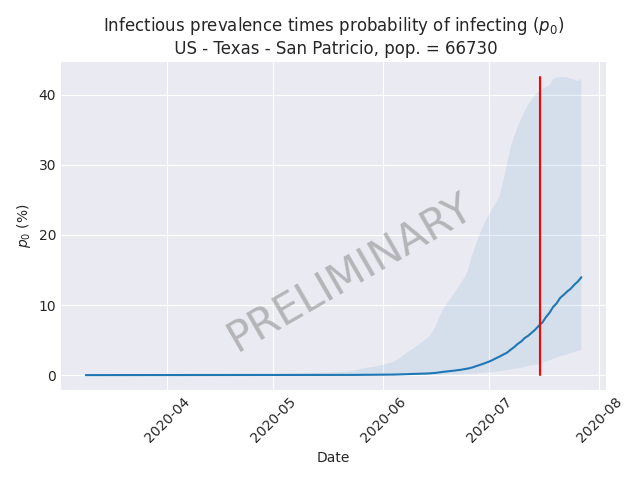 Infectious prevalence times probability of infecting (p₀)
US - Texas - San Patricio, pop. = 66730
40
30
20
10
0
p₀ (%)
PRELIMINARY
2020-04
2020-05
2020-06
2020-07
2020-08
Date